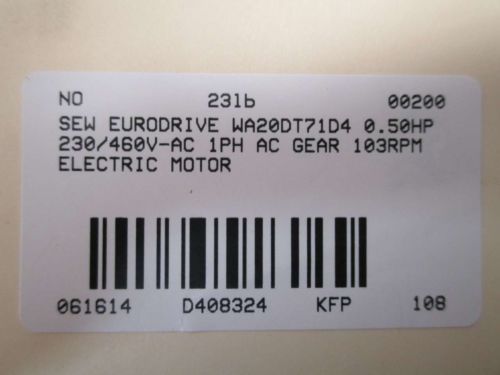 NO 23lb 00200
SEW EURODRIVE WA20DT71D4 0.50HP
230/460V-AC 1PH AC GEAR 103RPM
ELECTRIC MOTOR
061614 D408324 KFP 108